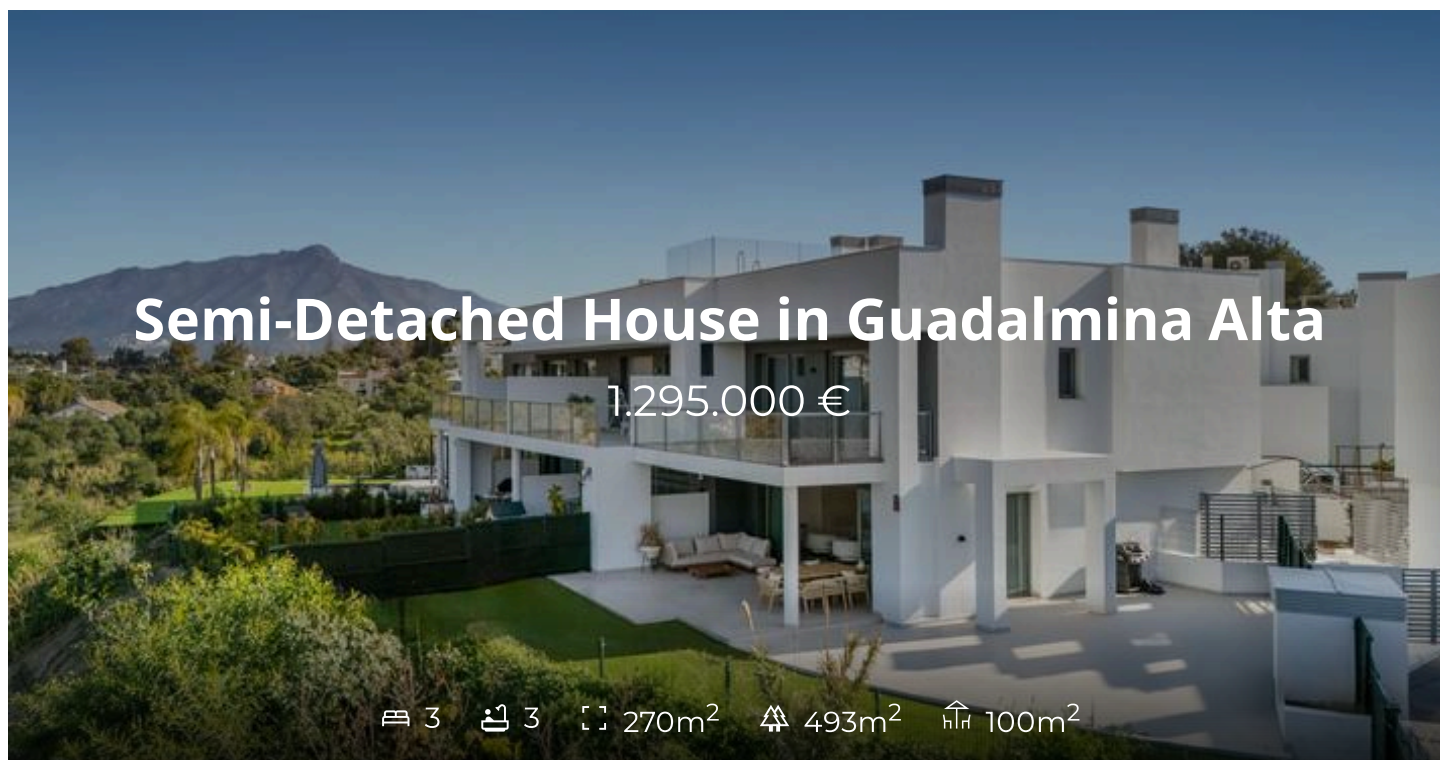 Semi-Detached House in Guadalmina Alta
1.295.000 €
3 3 270m² 493m² 100m²